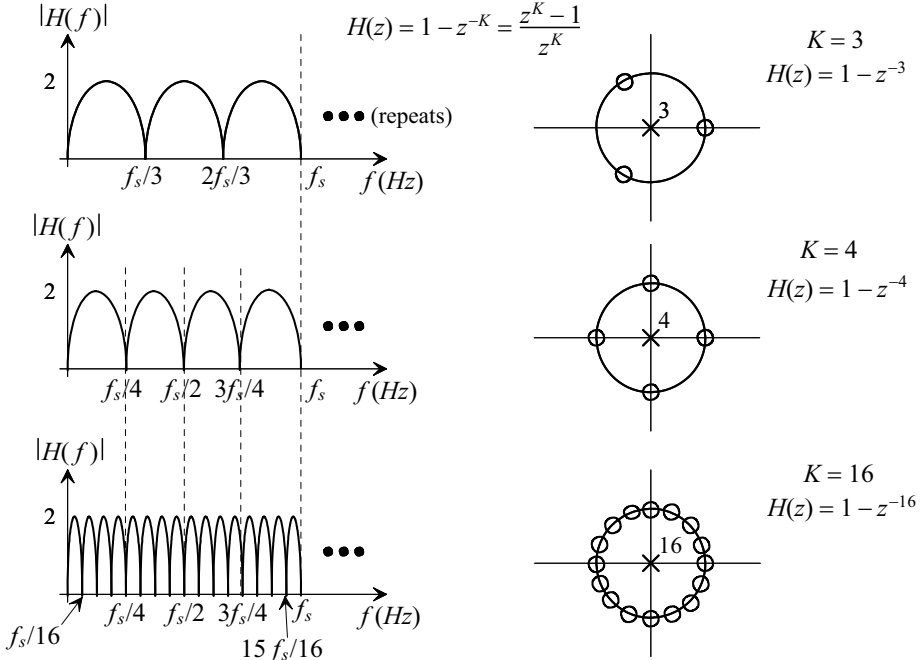 |H(f)|
H(z) = 1 − z^{−K} = \frac{z^K − 1}{z^K}
2
••• (repeats)
f_s/3 2f_s/3 f_s f(Hz)
3
K = 3
H(z) = 1 − z^{−3}
|H(f)|
2
•••
f_s/4 f_s/2 3f_s/4 f_s f(Hz)
4
K = 4
H(z) = 1 − z^{−4}
|H(f)|
2
•••
f_s/4 f_s/2 3f_s/4 f_s f(Hz)
f_s/16 15 f_s/16
16
K = 16
H(z) = 1 − z^{−16}